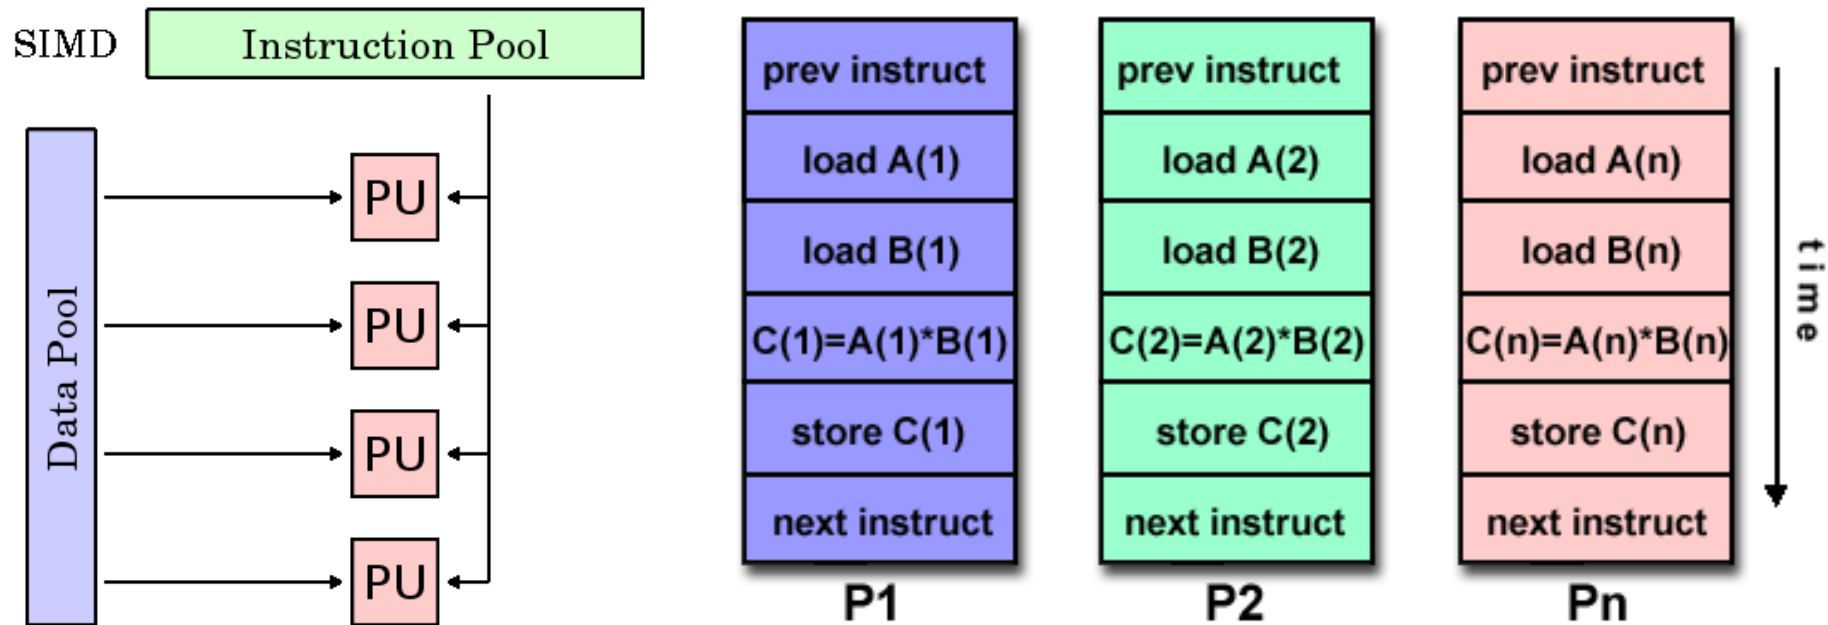 SIMD
Instruction Pool
Data Pool
PU
PU
PU
PU
prev instruct
load A(1)
load B(1)
C(1)=A(1)*B(1)
store C(1)
next instruct
P1
prev instruct
load A(2)
load B(2)
C(2)=A(2)*B(2)
store C(2)
next instruct
P2
prev instruct
load A(n)
load B(n)
C(n)=A(n)*B(n)
store C(n)
next instruct
Pn
time